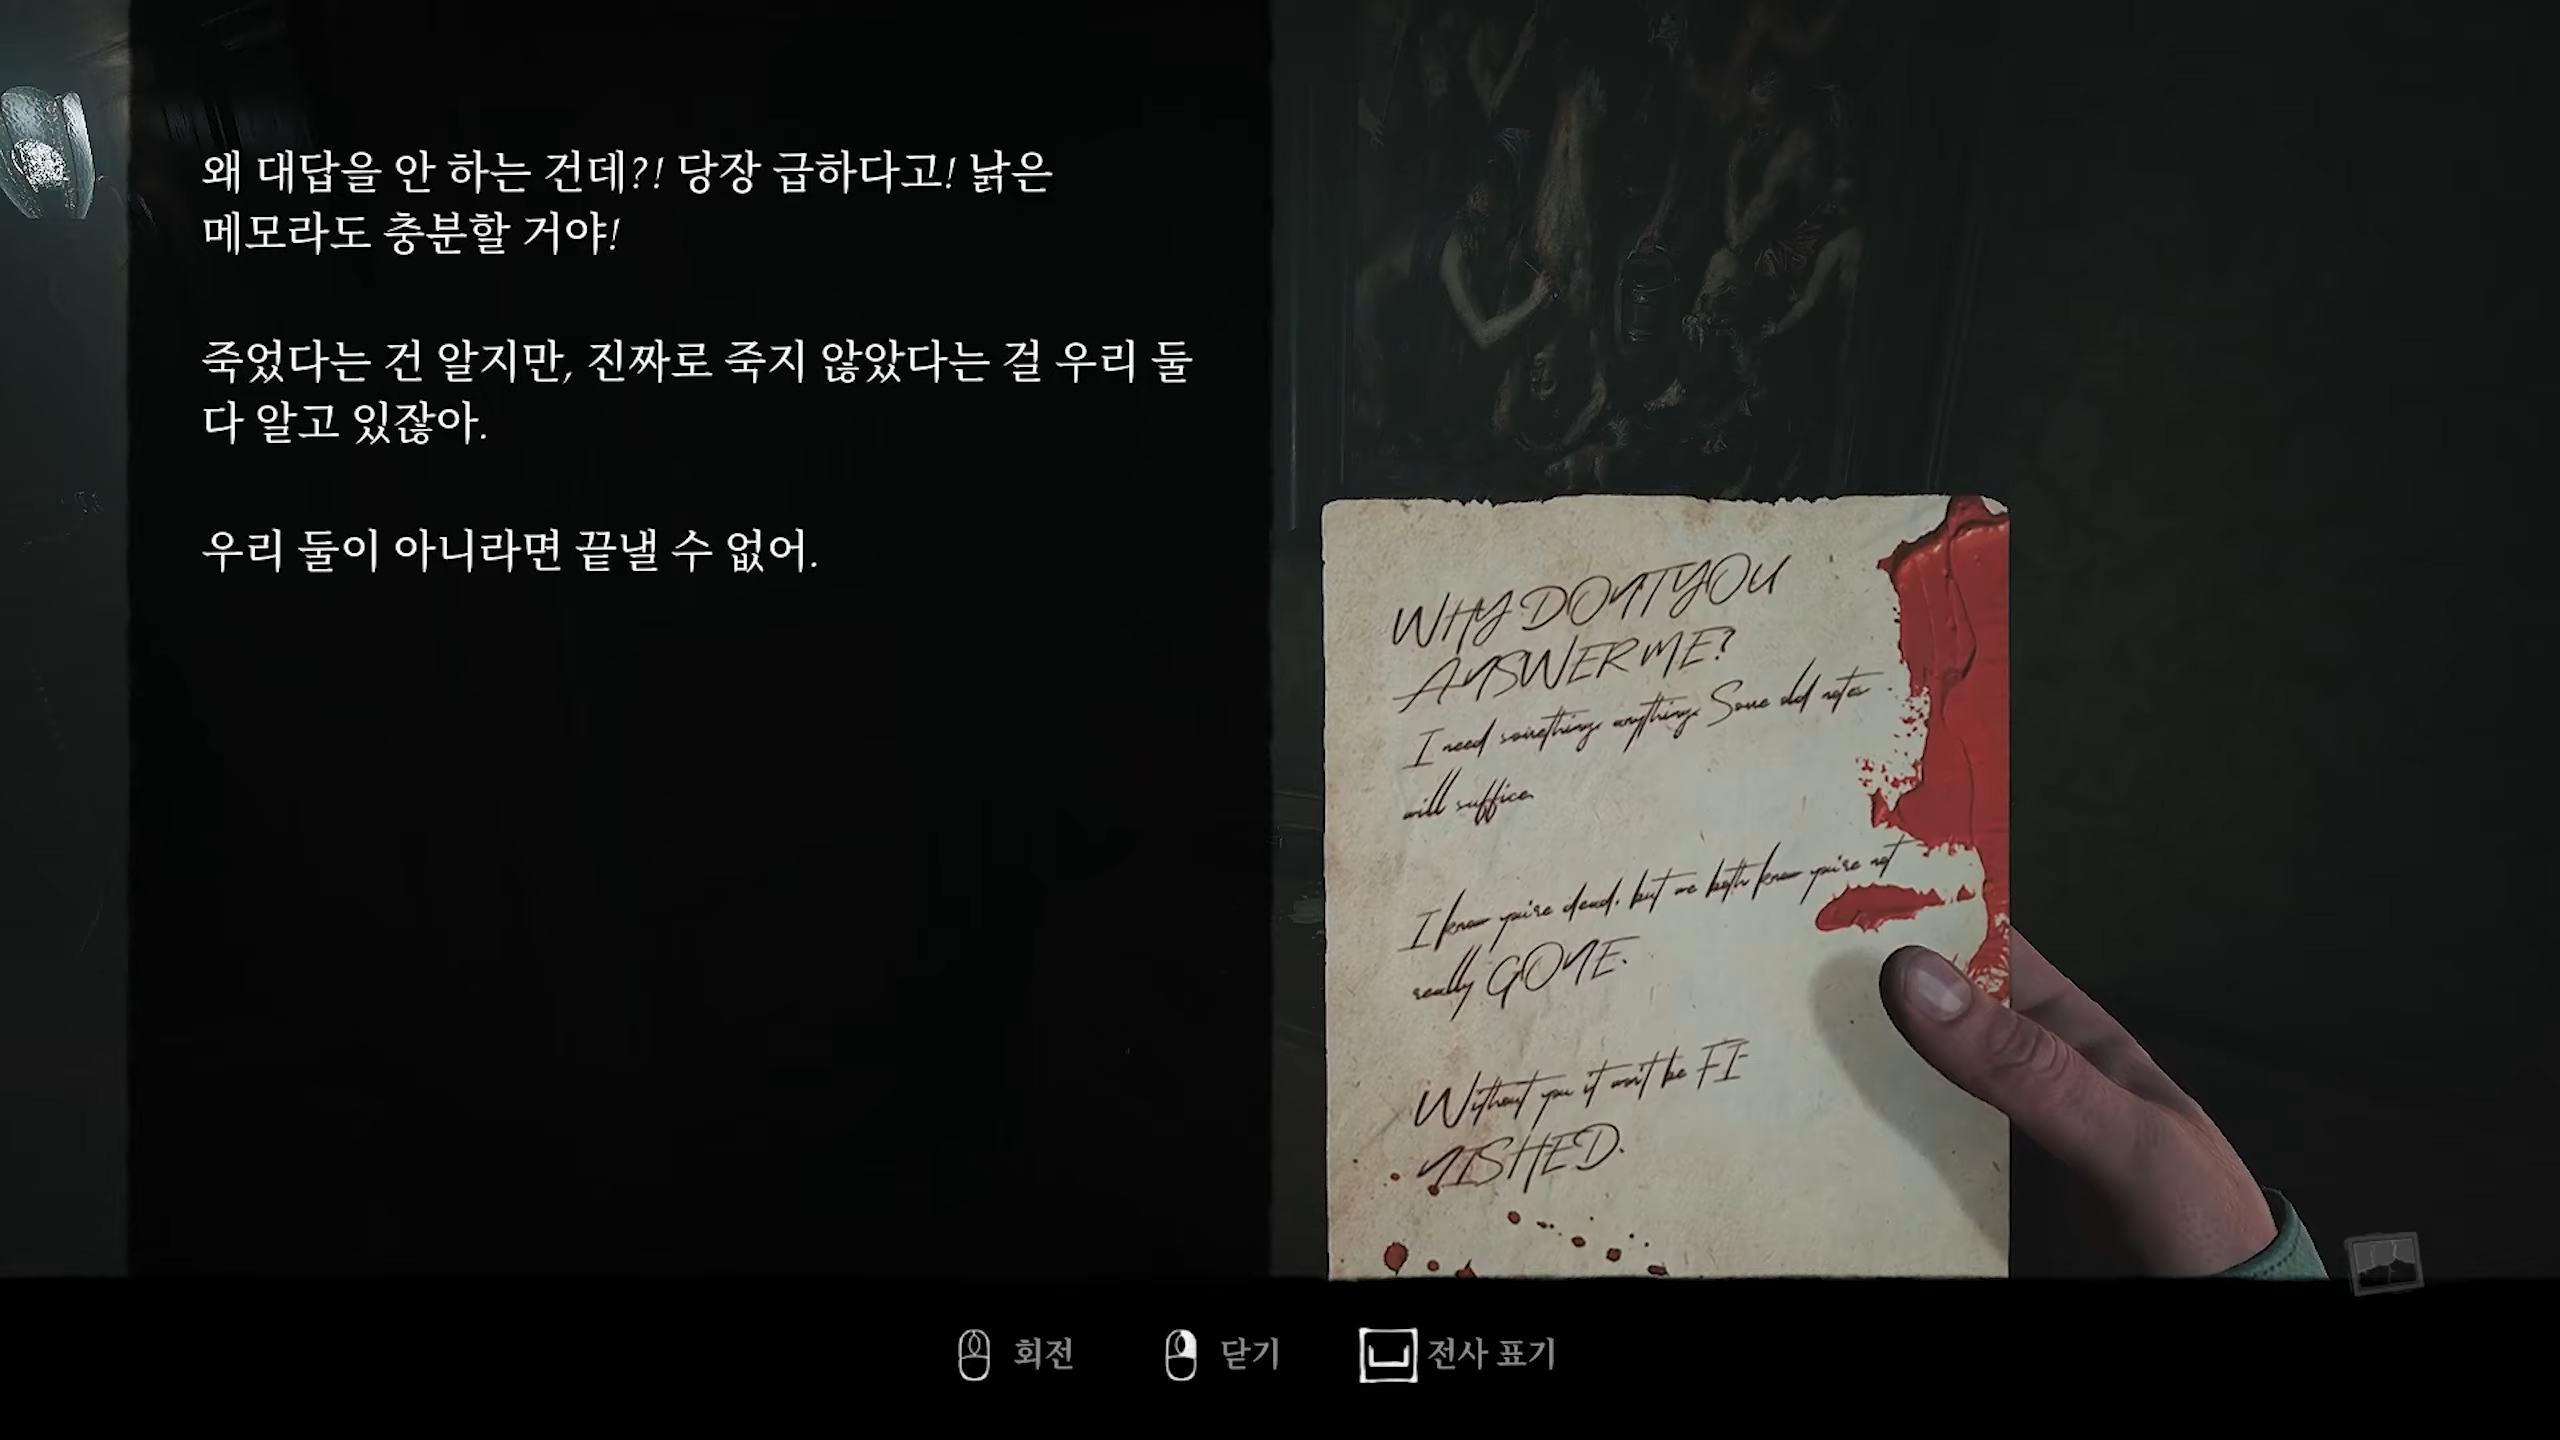 왜 대답을 안 하는 건데?! 당장 급하다고! 낡은
메모라도 충분할 거야!
죽었다는 건 알지만, 진짜로 죽지 않았다는 걸 우리 둘
다 알고 있잖아.
우리 둘이 아니라면 끝낼 수 없어.
WHY DON'T YOU
ANSWER ME?
I need something, anything. Some old notes
will suffice.
I know you're dead, but we both know you're not
really GONE.
Without you it won't be FI-
NISHED.
회전
닫기
전사 표기